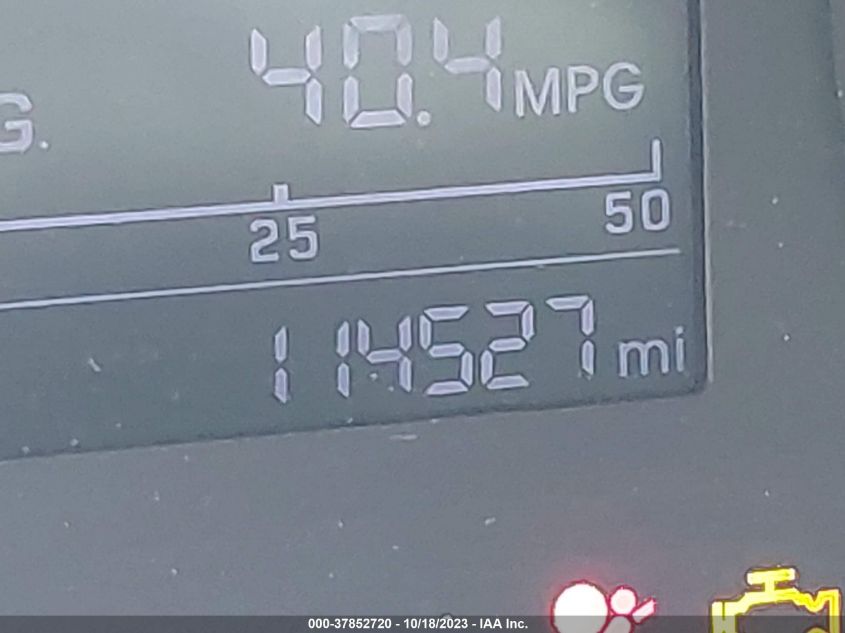 40.4 MPG
G.
25 50
114527 mi
000-37852720 - 10/18/2023 - IAA Inc.